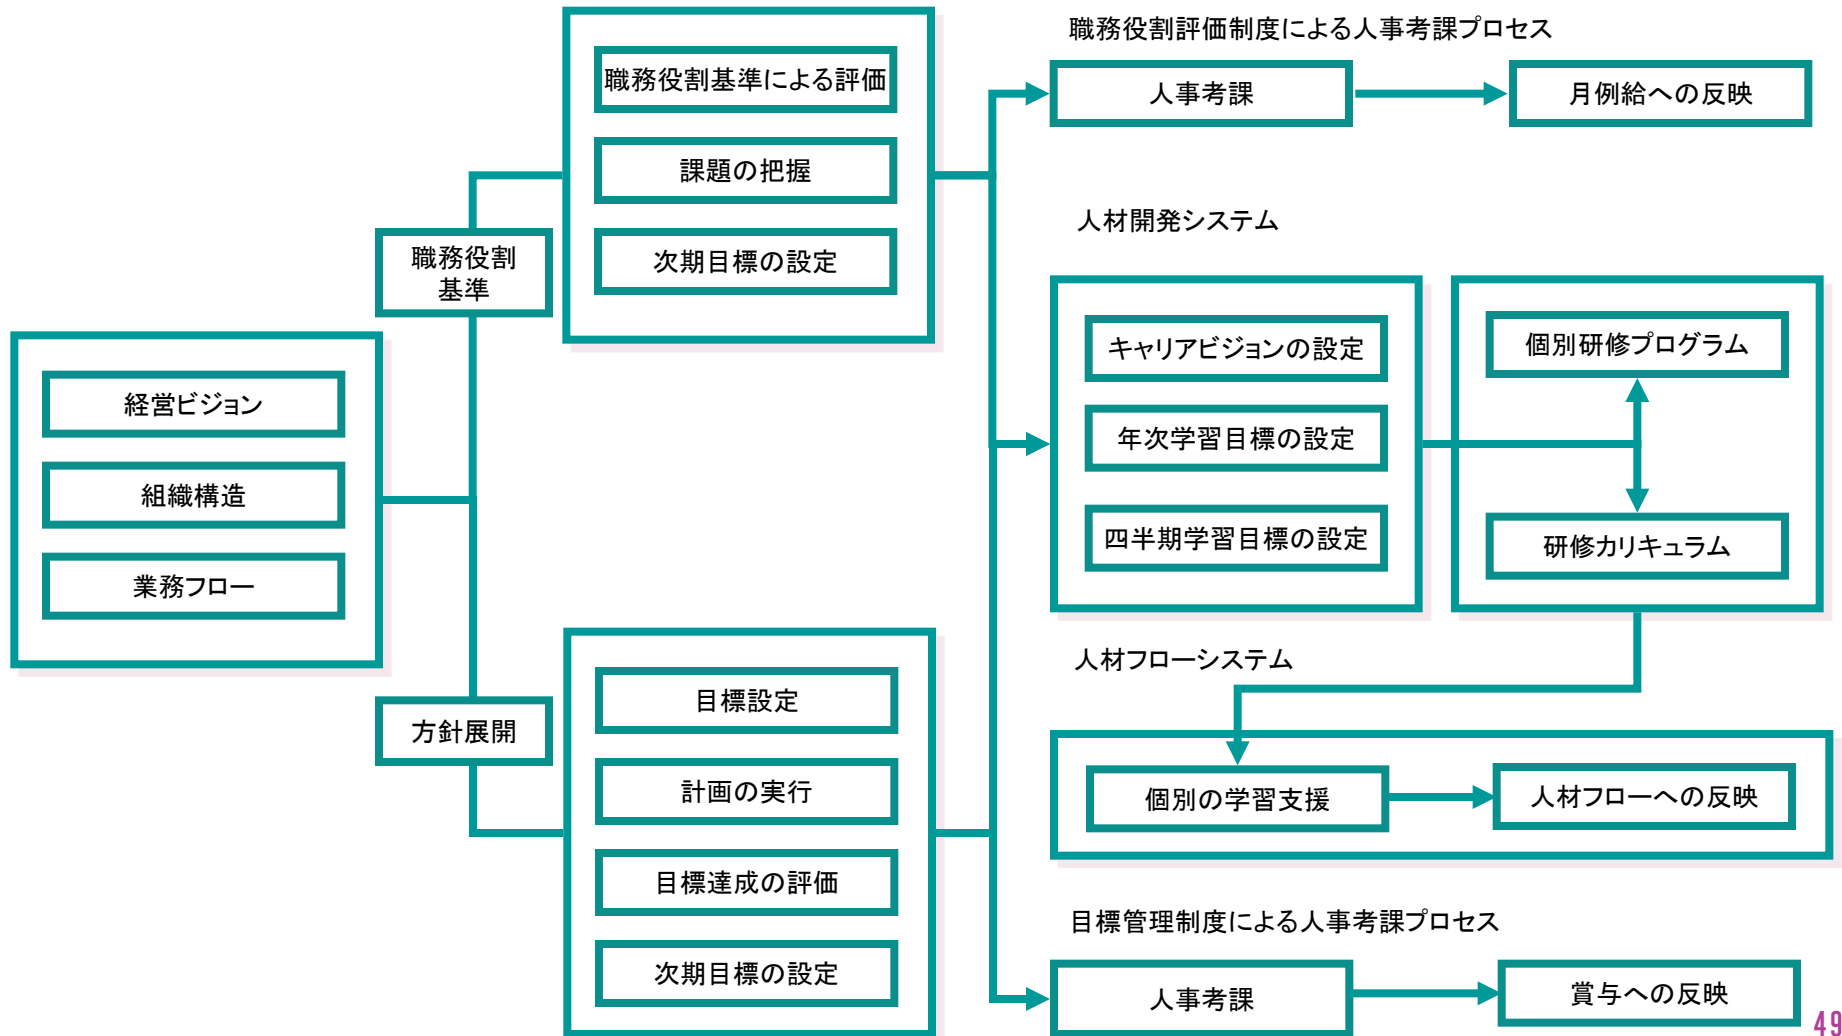 経営ビジョン
組織構造
業務フロー
職務役割
基準
方針展開
職務役割基準による評価
課題の把握
次期目標の設定
目標設定
計画の実行
目標達成の評価
次期目標の設定
職務役割評価制度による人事考課プロセス
人事考課
月例給への反映
人材開発システム
キャリアビジョンの設定
年次学習目標の設定
四半期学習目標の設定
個別研修プログラム
研修カリキュラム
人材フローシステム
個別の学習支援
人材フローへの反映
目標管理制度による人事考課プロセス
人事考課
賞与への反映
49